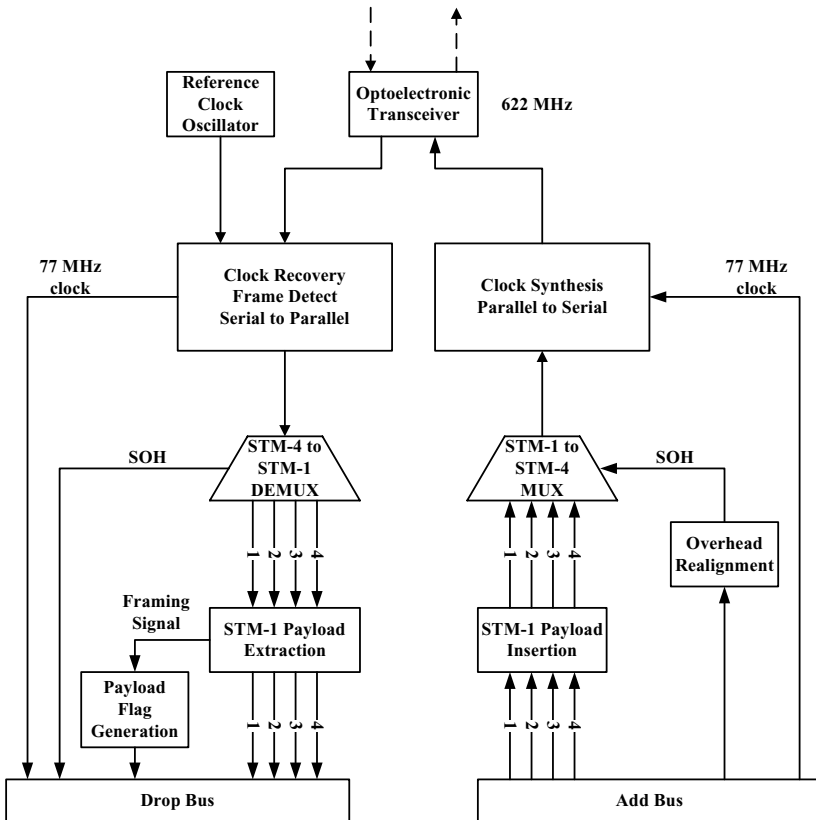 Reference
Clock
Oscillator
Optoelectronic
Transceiver
622 MHz
77 MHz
clock
Clock Recovery
Frame Detect
Serial to Parallel
Clock Synthesis
Parallel to Serial
77 MHz
clock
SOH
STM-4 to
STM-1
DEMUX
STM-1 to
STM-4
MUX
SOH
1 2 3 4
1 2 3 4
Overhead
Realignment
Framing
Signal
STM-1 Payload
Extraction
STM-1 Payload
Insertion
Payload
Flag
Generation
1 2 3 4
1 2 3 4
Drop Bus
Add Bus